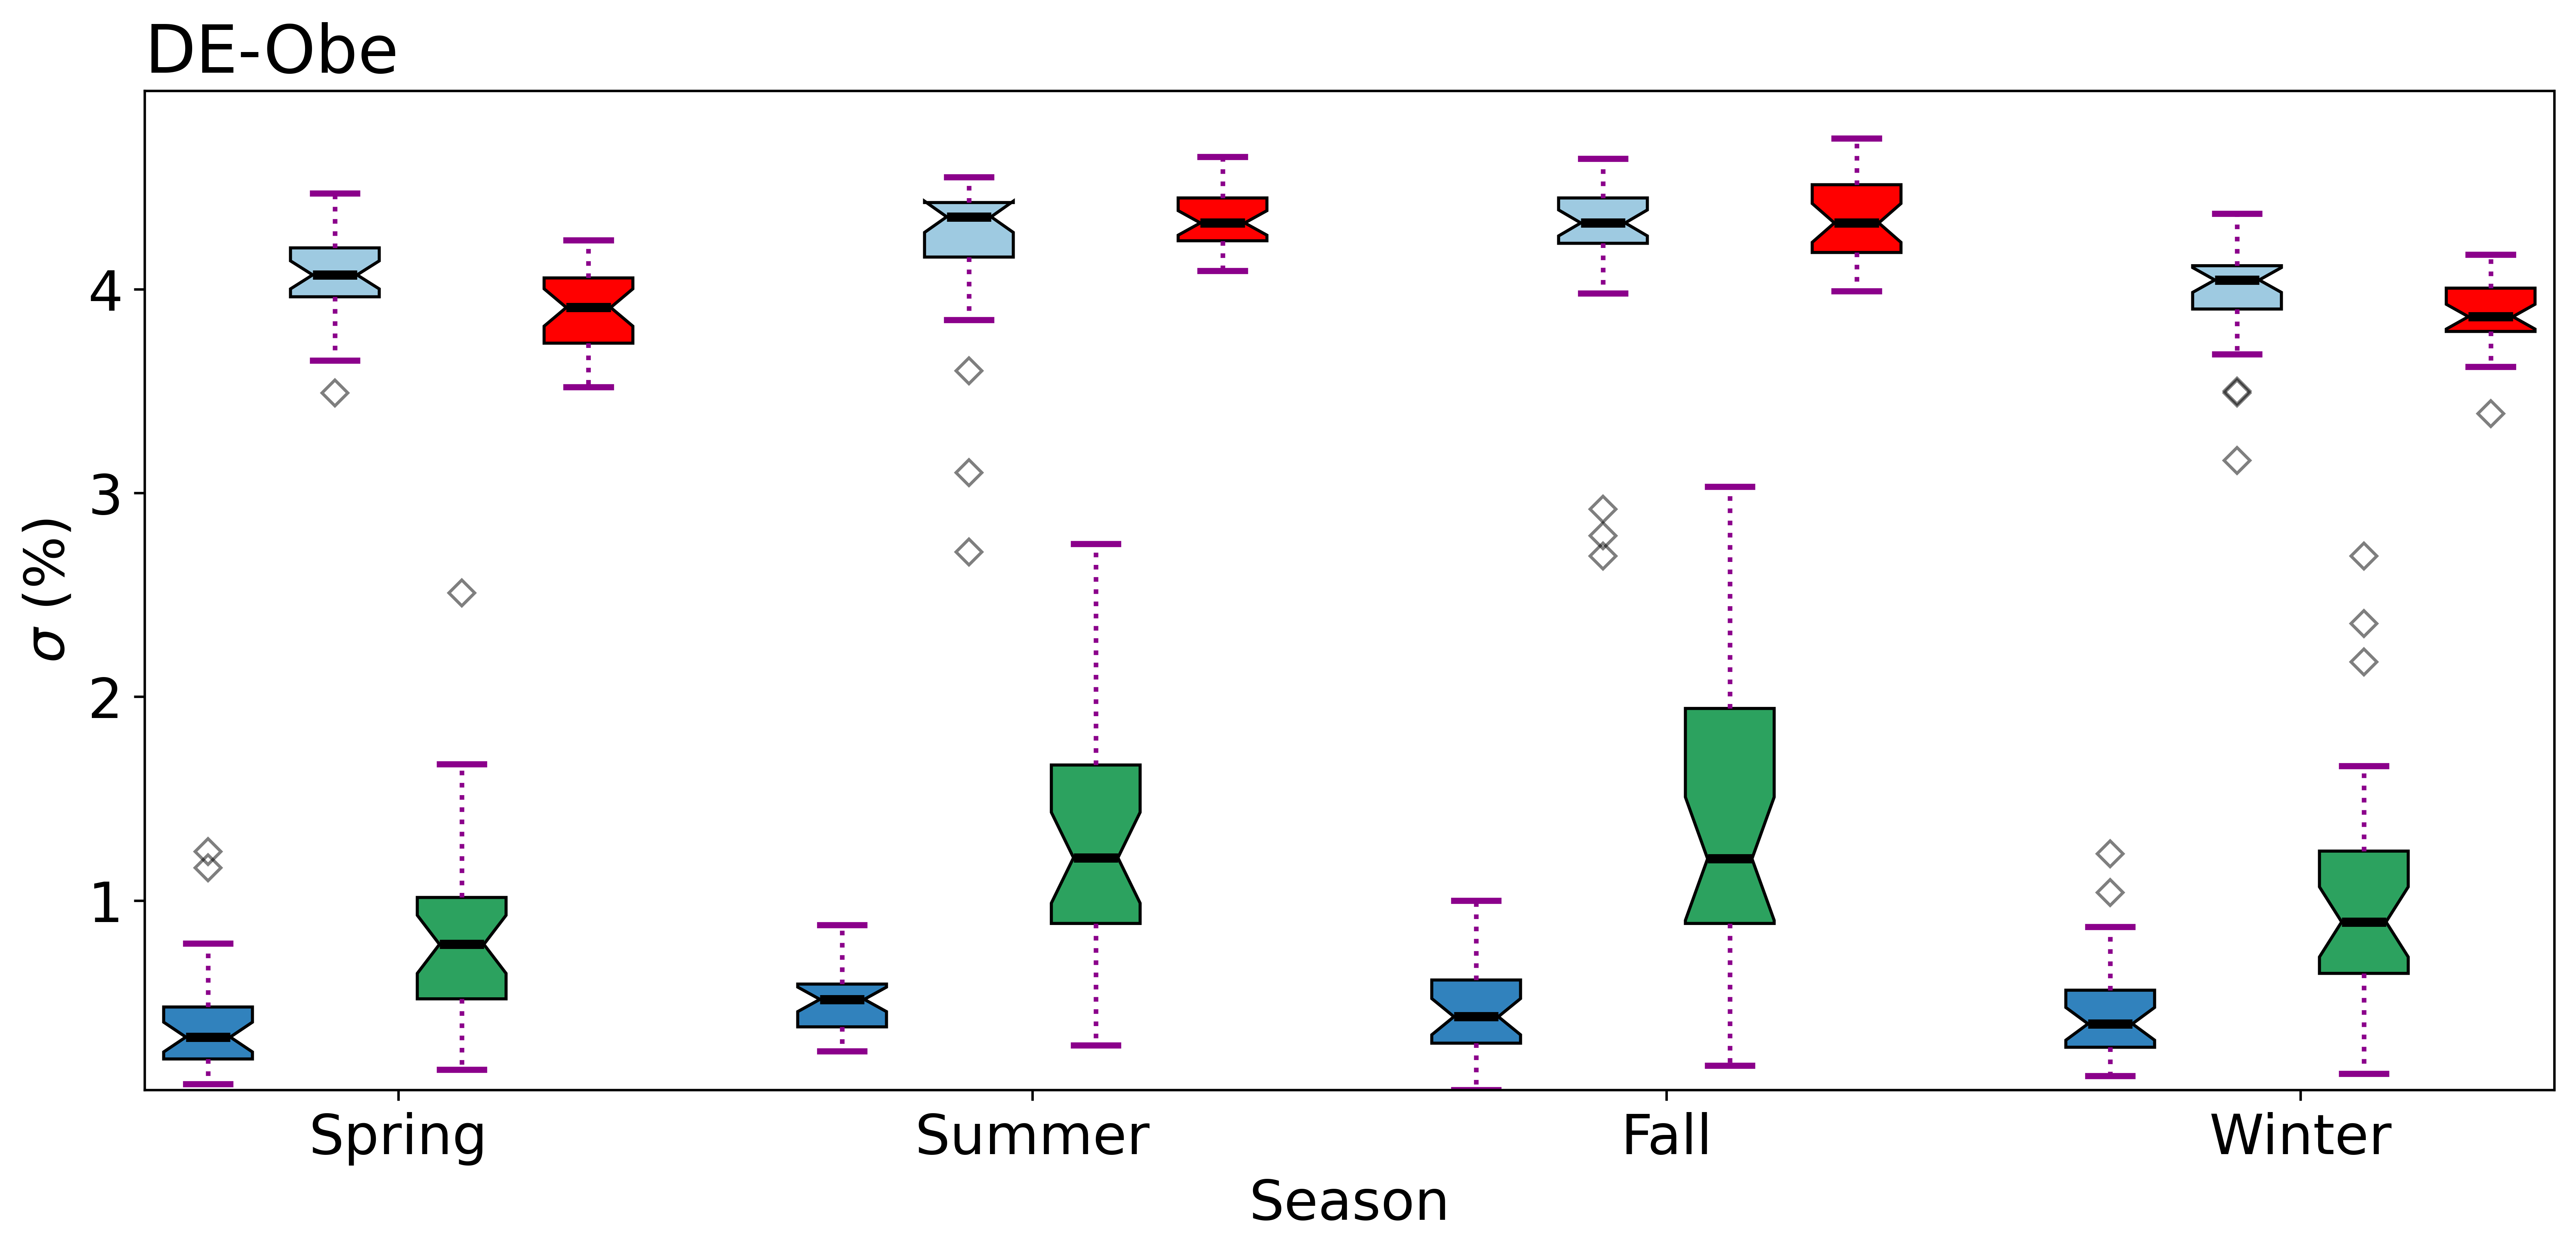 DE-Obe
σ (%)
4
3
2
1
Spring Summer Fall Winter
Season